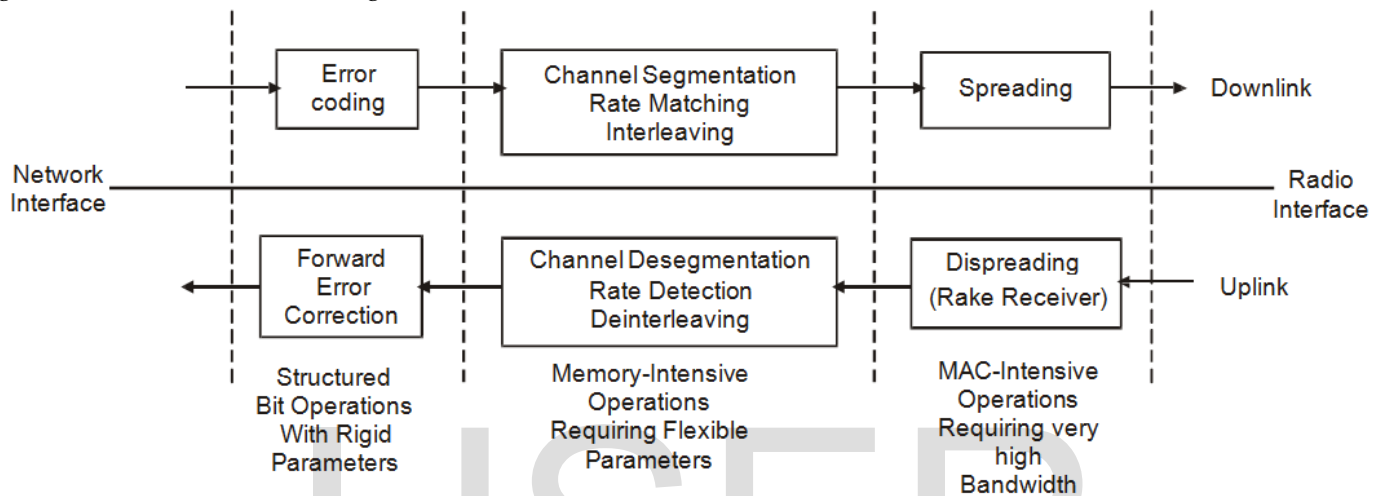 Error
coding
Channel Segmentation
Rate Matching
Interleaving
Spreading
Downlink
Network
Interface
Radio
Interface
Forward
Error
Correction
Channel Desegmentation
Rate Detection
Deinterleaving
Dispreading
(Rake Receiver)
Uplink
Structured
Bit Operations
With Rigid
Parameters
Memory-Intensive
Operations
Requiring Flexible
Parameters
MAC-Intensive
Operations
Requiring very
high
Bandwidth